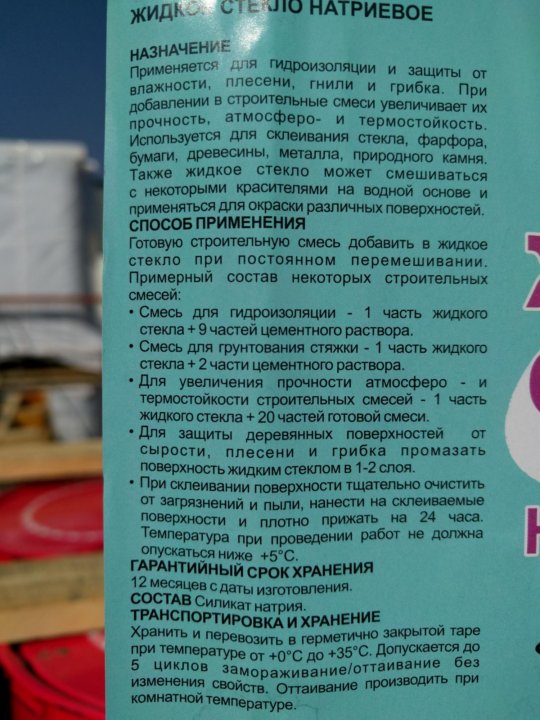 ЖИДКОЕ СТЕКЛО НАТРИЕВОЕ
НАЗНАЧЕНИЕ
Применяется для гидроизоляции и защиты от
влажности, плесени, гнили и грибка. При
добавлении в строительные смеси увеличивает их
прочность, атмосферо- и термостойкость.
Используется для склеивания стекла, фарфора,
бумаги, древесины, металла, природного камня.
Также жидкое стекло может смешиваться
с некоторыми красителями на водной основе и
применяться для окраски различных поверхностей.
СПОСОБ ПРИМЕНЕНИЯ
Готовую строительную смесь добавить в жидкое
стекло при постоянном перемешивании.
Примерный состав некоторых строительных
смесей:
• Смесь для гидроизоляции - 1 часть жидкого
стекла + 9 частей цементного раствора.
• Смесь для грунтования стяжки - 1 часть жидкого
стекла + 2 части цементного раствора.
• Для увеличения прочности атмосферо - и
термостойкости строительных смесей - 1 часть
жидкого стекла + 20 частей готовой смеси.
• Для защиты деревянных поверхностей от
сырости, плесени и грибка промазать
поверхность жидким стеклом в 1-2 слоя.
• При склеивании поверхности тщательно очистить
от загрязнений и пыли, нанести на склеиваемые
поверхности и плотно прижать на 24 часа.
Температура при проведении работ не должна
опускаться ниже +5°С.
ГАРАНТИЙНЫЙ СРОК ХРАНЕНИЯ
12 месяцев с даты изготовления.
СОСТАВ Силикат натрия.
ТРАНСПОРТИРОВКА И ХРАНЕНИЕ
Хранить и перевозить в герметично закрытой таре
при температуре от +0°С до +35°С. Допускается до
5 циклов замораживание/оттаивание без
изменения свойств. Оттаивание производить при
комнатной температуре.